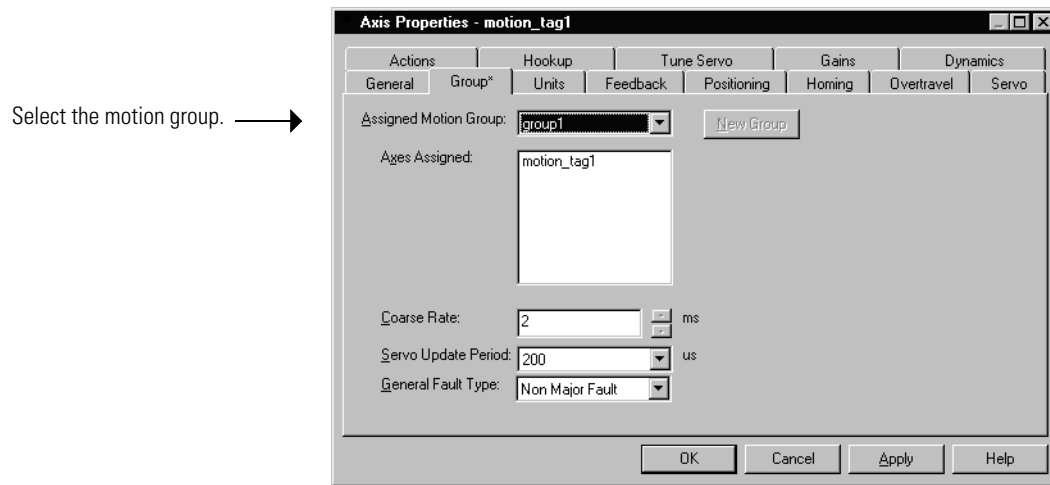 Axis Properties - motion_tag1
Actions Hookup Tune Servo Gains Dynamics
General Group* Units Feedback Positioning Homing Overtravel Servo
Select the motion group.
Assigned Motion Group: group1 New Group
Axes Assigned: motion_tag1
Coarse Rate: 2 ms
Servo Update Period: 200 us
General Fault Type: Non Major Fault
OK Cancel Apply Help